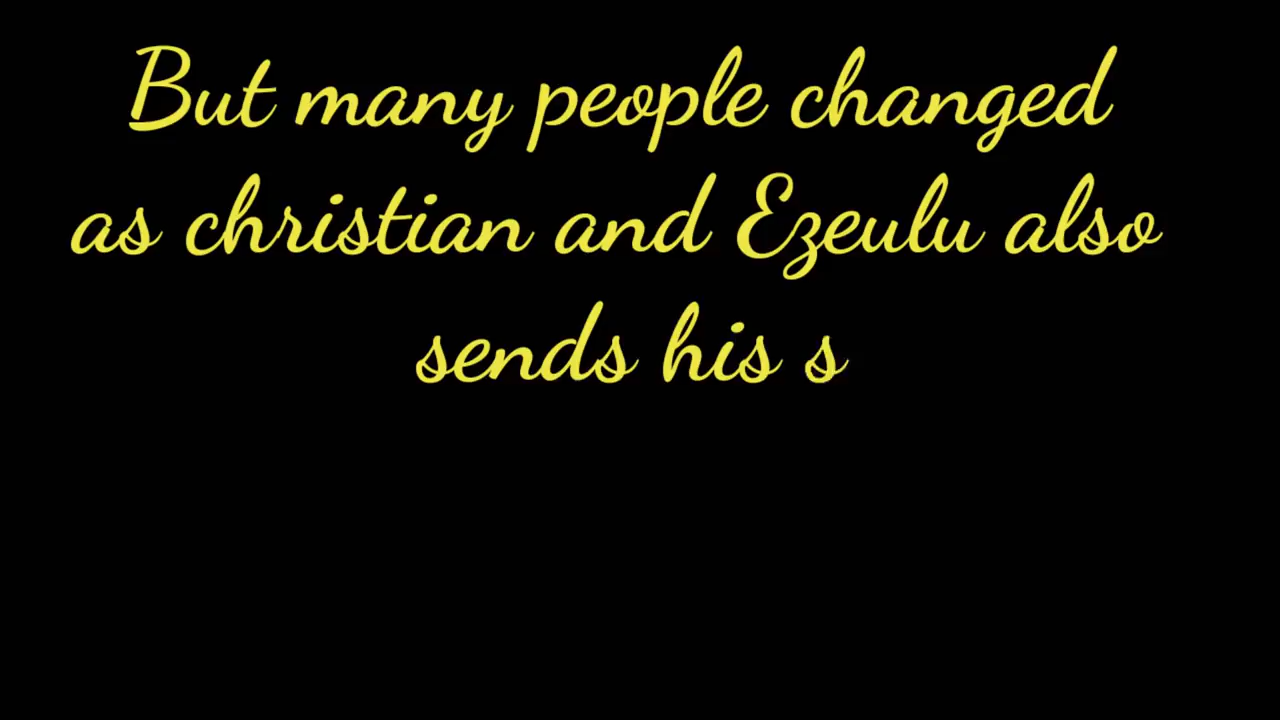 But many people changed
as christian and Ezeulu also
sends his s